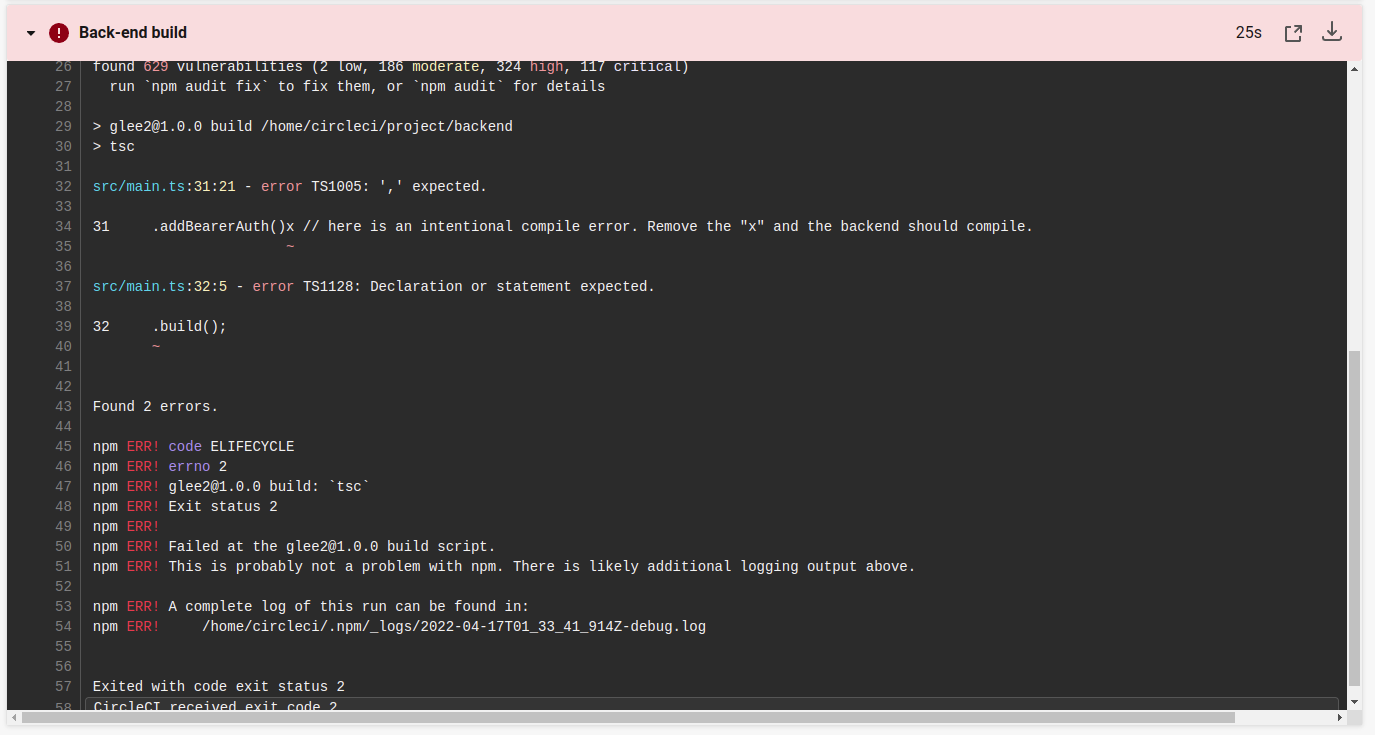 Back-end build 25s
26 found 629 vulnerabilities (2 low, 186 moderate, 324 high, 117 critical)
27   run `npm audit fix` to fix them, or `npm audit` for details
28
29 > glee2@1.0.0 build /home/circleci/project/backend
30 > tsc
31
32 src/main.ts:31:21 - error TS1005: ',' expected.
33
34 31     .addBearerAuth()x // here is an intentional compile error. Remove the "x" and the backend should compile.
35                        ~
36
37 src/main.ts:32:5 - error TS1128: Declaration or statement expected.
38
39 32     .build();
40        ~
41
42
43 Found 2 errors.
44
45 npm ERR! code ELIFECYCLE
46 npm ERR! errno 2
47 npm ERR! glee2@1.0.0 build: `tsc`
48 npm ERR! Exit status 2
49 npm ERR!
50 npm ERR! Failed at the glee2@1.0.0 build script.
51 npm ERR! This is probably not a problem with npm. There is likely additional logging output above.
52
53 npm ERR! A complete log of this run can be found in:
54 npm ERR!     /home/circleci/.npm/_logs/2022-04-17T01_33_41_914Z-debug.log
55
56
57 Exited with code exit status 2
58 CircleCI received exit code 2